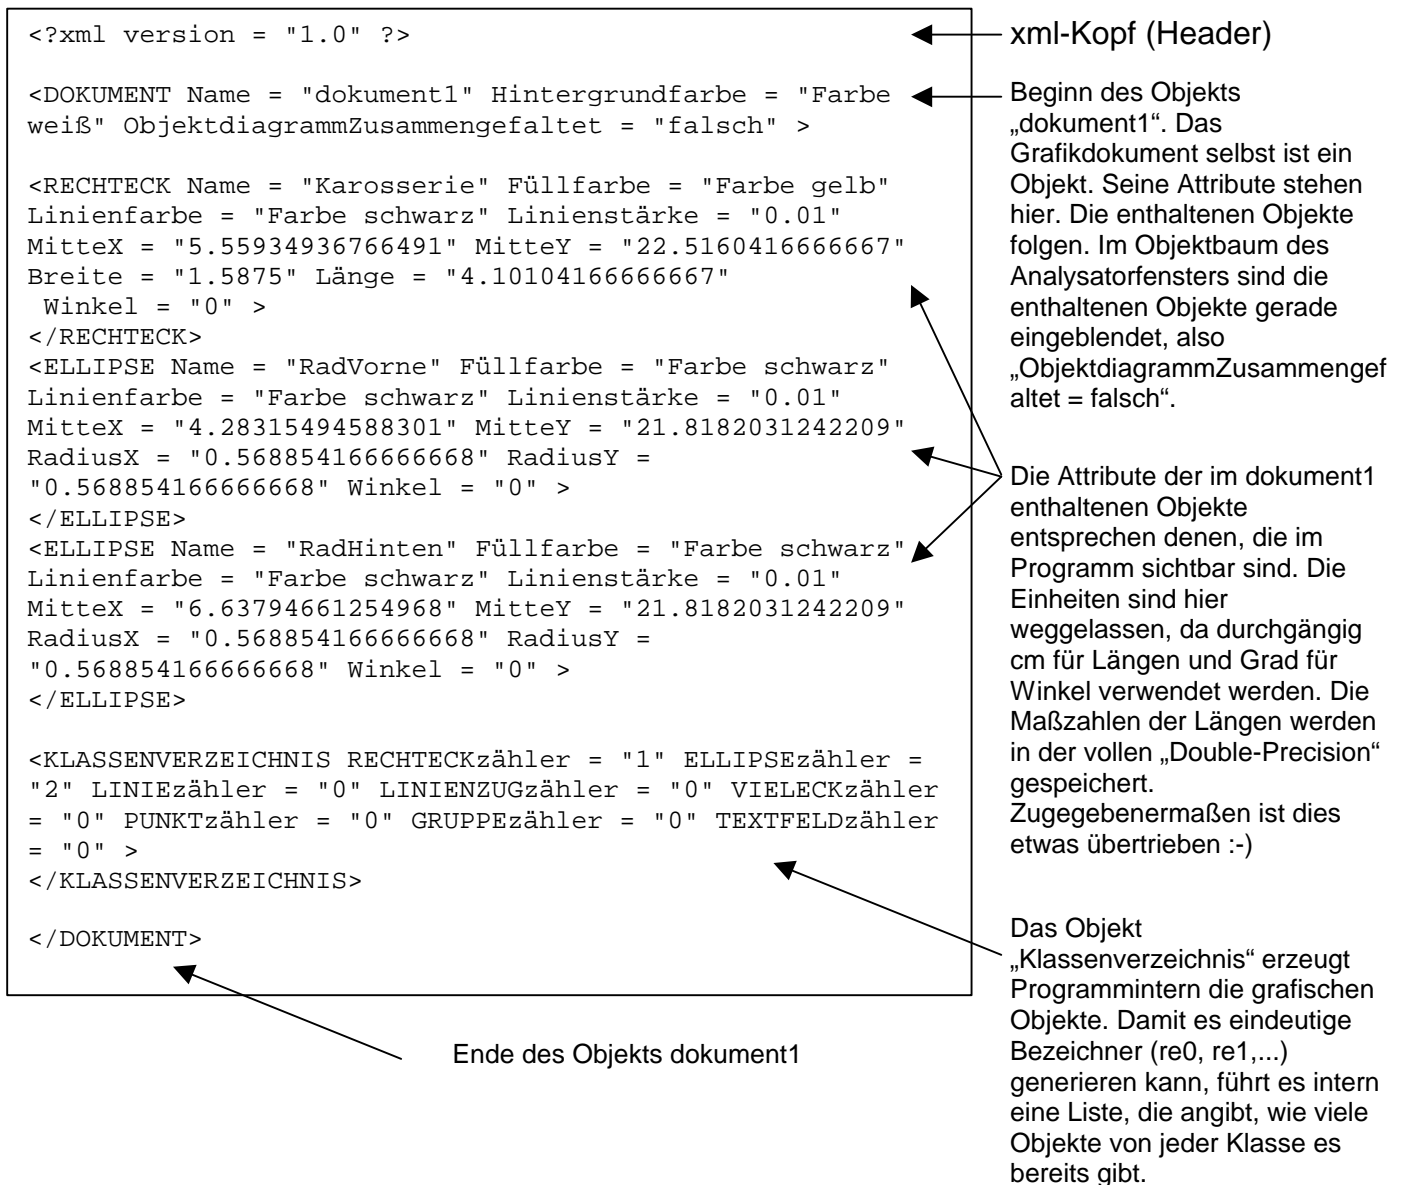 <?xml version = "1.0" ?>
<DOKUMENT Name = "dokument1" Hintergrundfarbe = "Farbe
weiß" ObjektdiagrammZusammengefaltet = "falsch" >
<RECHTECK Name = "Karosserie" Füllfarbe = "Farbe gelb"
Linienfarbe = "Farbe schwarz" Linienstärke = "0.01"
MitteX = "5.55934936766491" MitteY = "22.5160416666667"
Breite = "1.5875" Länge = "4.10104166666667"
Winkel = "0" >
</RECHTECK>
<ELLIPSE Name = "RadVorne" Füllfarbe = "Farbe schwarz"
Linienfarbe = "Farbe schwarz" Linienstärke = "0.01"
MitteX = "4.28315494588301" MitteY = "21.8182031242209"
RadiusX = "0.568854166666668" RadiusY =
"0.568854166666668" Winkel = "0" >
</ELLIPSE>
<ELLIPSE Name = "RadHinten" Füllfarbe = "Farbe schwarz"
Linienfarbe = "Farbe schwarz" Linienstärke = "0.01"
MitteX = "6.63794661254968" MitteY = "21.8182031242209"
RadiusX = "0.568854166666668" RadiusY =
"0.568854166666668" Winkel = "0" >
</ELLIPSE>
<KLASSENVERZEICHNIS RECHTECKzähler = "1" ELLIPSEzähler =
"2" LINIEzähler = "0" LINIENZUGzähler = "0" VIELECKzähler
= "0" PUNKTzähler = "0" GRUPPEzähler = "0" TEXTFELDzähler
= "0" >
</KLASSENVERZEICHNIS>
</DOKUMENT>
xml-Kopf (Header)
Beginn des Objekts
„dokument1“. Das
Grafikdokument selbst ist ein
Objekt. Seine Attribute stehen
hier. Die enthaltenen Objekte
folgen. Im Objektbaum des
Analysatorfensters sind die
enthaltenen Objekte gerade
eingeblendet, also
„ObjektdiagrammZusammengef
altet = falsch“.
Die Attribute der im dokument1
enthaltenen Objekte
entsprechen denen, die im
Programm sichtbar sind. Die
Einheiten sind hier
weggelassen, da durchgängig
cm für Längen und Grad für
Winkel verwendet werden. Die
Maßzahlen der Längen werden
in der vollen „Double-Precision“
gespeichert.
Zugegebenermaßen ist dies
etwas übertrieben :-)
Das Objekt
„Klassenverzeichnis“ erzeugt
Programmintern die grafischen
Objekte. Damit es eindeutige
Bezeichner (re0, re1,...)
generieren kann, führt es intern
eine Liste, die angibt, wie viele
Objekte von jeder Klasse es
bereits gibt.
Ende des Objekts dokument1